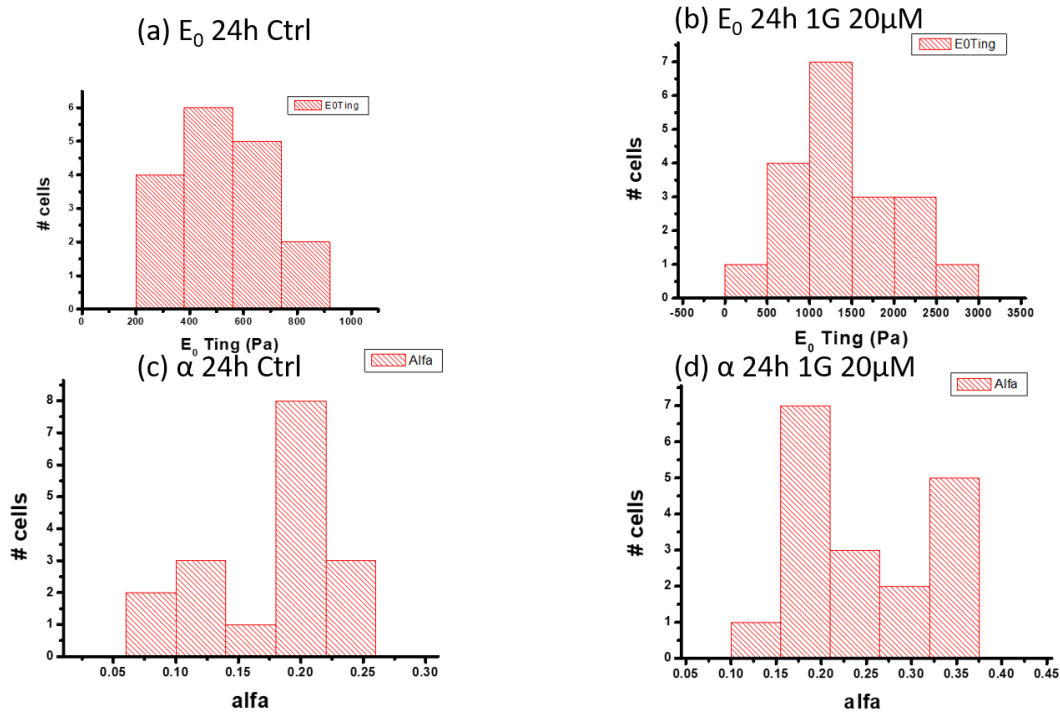 (a) E₀ 24h Ctrl
E0Ting
# cells
6
5
4
3
2
1
0
0 200 400 600 800 1000
E₀ Ting (Pa)
(b) E₀ 24h 1G 20µM
E0Ting
# cells
7
6
5
4
3
2
1
0
-500 0 500 1000 1500 2000 2500 3000 3500
E₀ Ting (Pa)
(c) α 24h Ctrl
Alfa
# cells
8
7
6
5
4
3
2
1
0
0.05 0.10 0.15 0.20 0.25 0.30
alfa
(d) α 24h 1G 20µM
Alfa
# cells
7
6
5
4
3
2
1
0
0.05 0.10 0.15 0.20 0.25 0.30 0.35 0.40 0.45
alfa